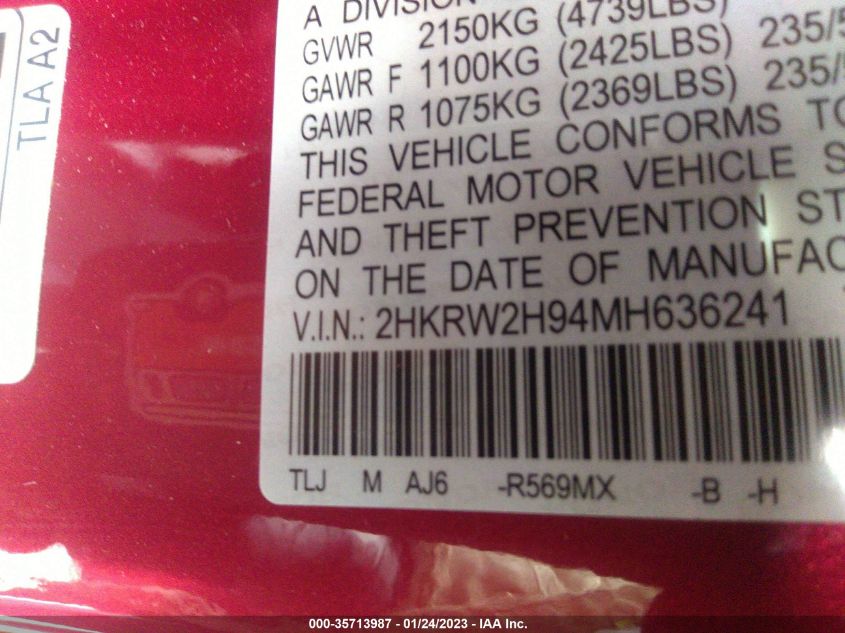 TLA A2
A DIVISION
GVWR 2150KG (4739LBS)
GAWR F 1100KG (2425LBS) 235/
GAWR R 1075KG (2369LBS) 235/
THIS VEHICLE CONFORMS TO
FEDERAL MOTOR VEHICLE S
AND THEFT PREVENTION ST
ON THE DATE OF MANUFAC
V.I.N.: 2HKRW2H94MH636241
TLJ M AJ6 -R569MX -B -H
000-35713987 - 01/24/2023 - IAA Inc.